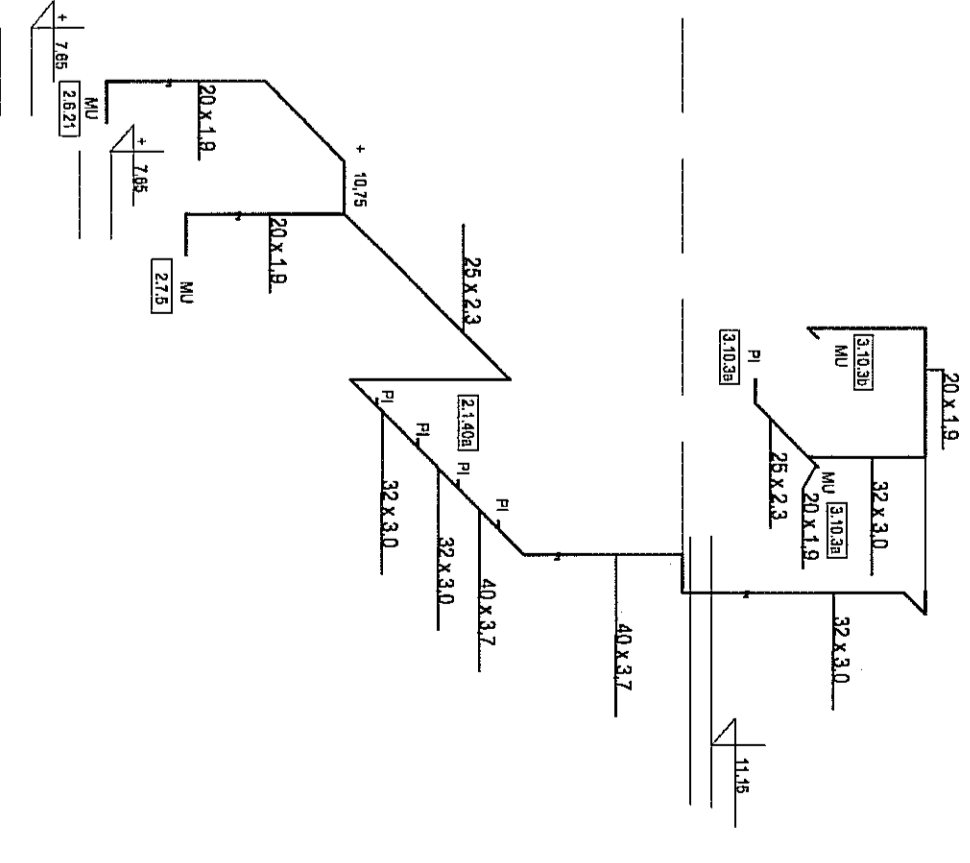 + 7,65
MU
2.6.21
20 x 1,9
+ 7,65
+ 10,75
20 x 1,9
MU
2.7.5
25 x 2,3
PI
PI
PI
PI
2.1.40a
32 x 3,0
32 x 3,0
40 x 3,7
40 x 3,7
20 x 1,9
3.10.3b
MU
PI
3.10.3a
25 x 2,3
MU
3.10.3a
20 x 1,9
32 x 3,0
32 x 3,0
11,15